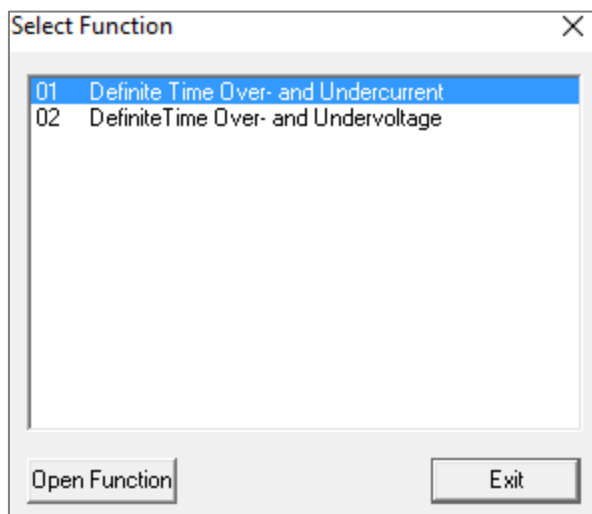 Select Function
01 Definite Time Over- and Undercurrent
02 DefiniteTime Over- and Undervoltage
Open Function
Exit